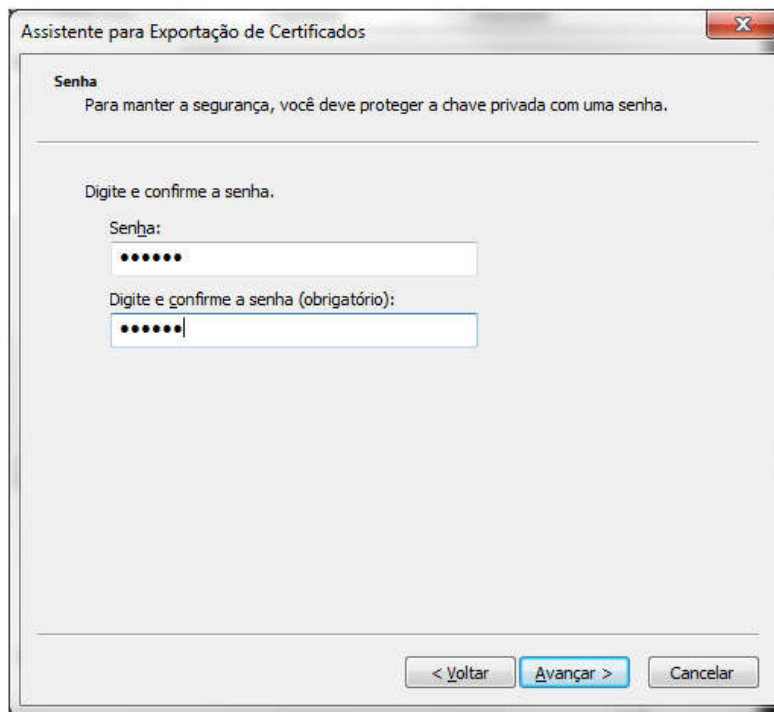 Assistente para Exportação de Certificados
Senha
Para manter a segurança, você deve proteger a chave privada com uma senha.
Digite e confirme a senha.
Senha:
••••••
Digite e confirme a senha (obrigatório):
••••••
< Voltar Avançar > Cancelar